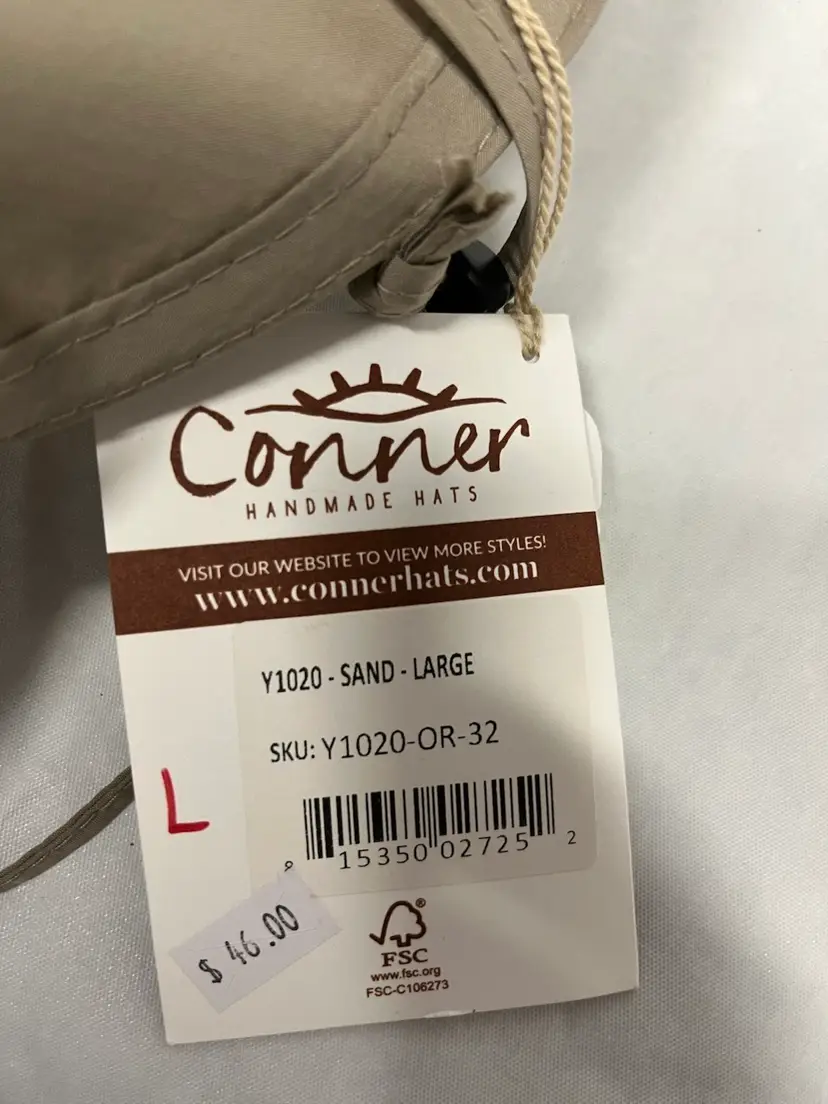 Conner
HANDMADE HATS
VISIT OUR WEBSITE TO VIEW MORE STYLES!
www.connerhats.com
Y1020 - SAND - LARGE
SKU: Y1020-OR-32
L
8 15350 02725 2
$ 46.00
®
FSC
www.fsc.org
FSC-C106273